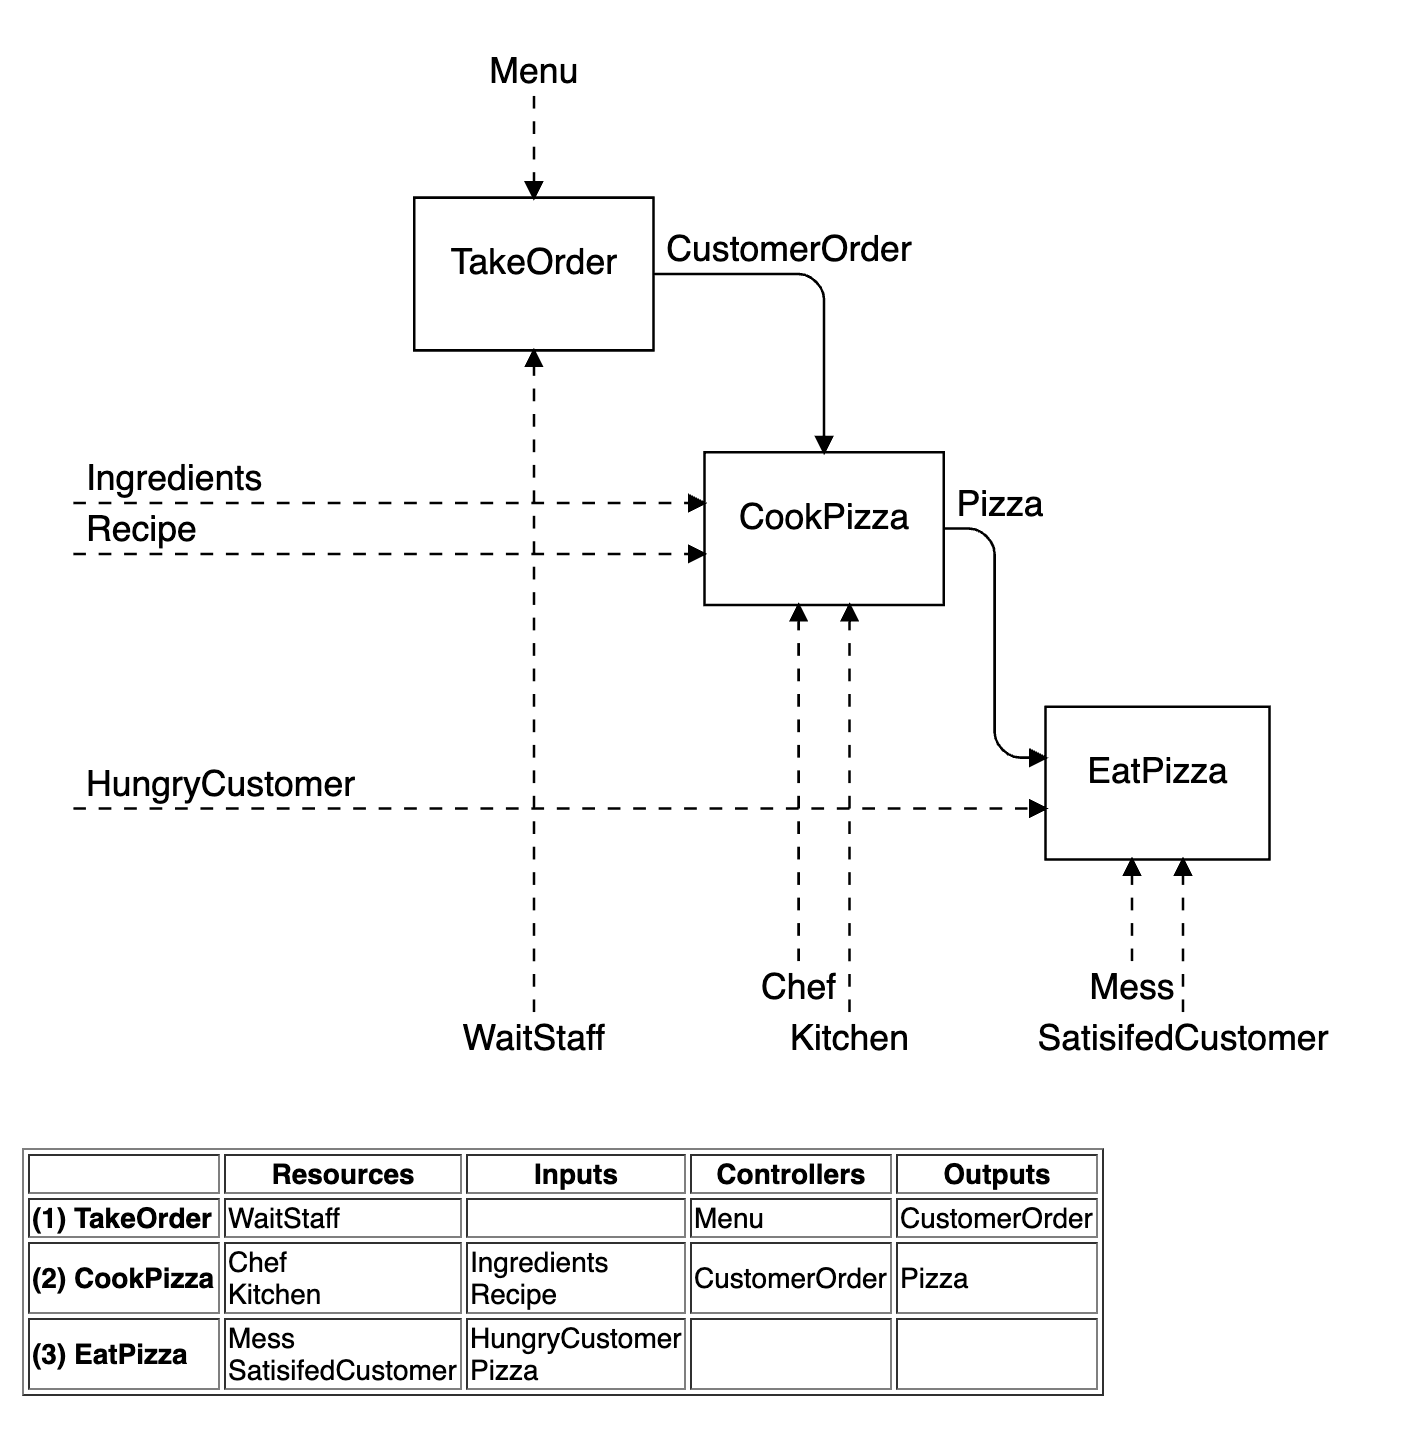 Menu
TakeOrder
CustomerOrder
Ingredients
Recipe
CookPizza
Pizza
HungryCustomer
EatPizza
Chef
Mess
WaitStaff
Kitchen
SatisifedCustomer
Resources Inputs Controllers Outputs
(1) TakeOrder WaitStaff Menu CustomerOrder
(2) CookPizza Chef Kitchen Ingredients Recipe CustomerOrder Pizza
(3) EatPizza Mess SatisifedCustomer HungryCustomer Pizza